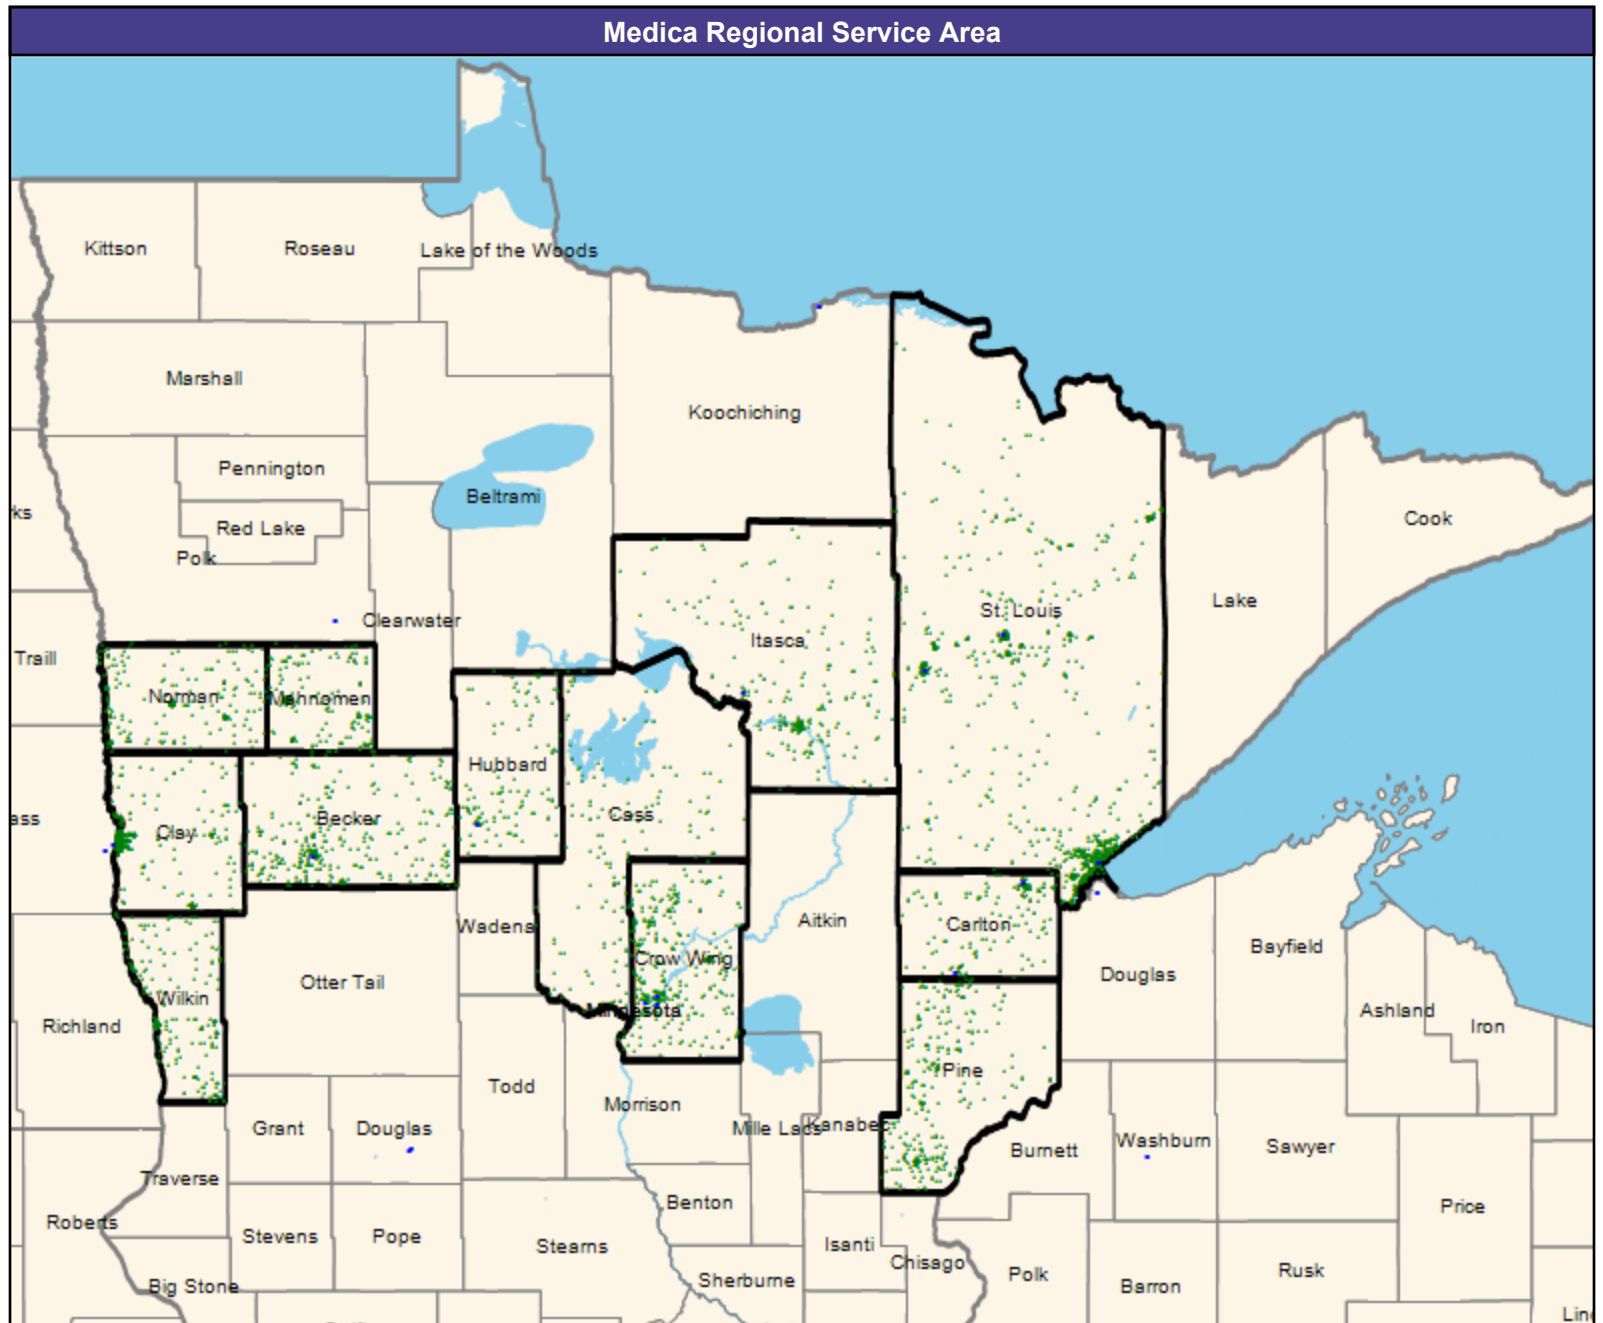 Medica Regional Service Area
Kittson
Roseau
Lake of the Woods
Marshall
Koochiching
Pennington
Beltrami
ks
Red Lake
Cook
Polk
Clearwater
St. Louis
Lake
Itasca
Traill
Norman
Mahnomen
Hubbard
Cass
ass
Clay
Becker
Wadena
Aitkin
Carlton
Crow Wing
Bayfield
Douglas
Otter Tail
Wilkin
Minnesota
Richland
Ashland
Iron
Pine
Todd
Morrison
Grant
Douglas
Mille Lacs
Kanabec
Burnett
Washburn
Sawyer
Traverse
Benton
Price
Roberts
Stevens
Pope
Stearns
Isanti
Chisago
Polk
Rusk
Big Stone
Sherburne
Barron
Lin